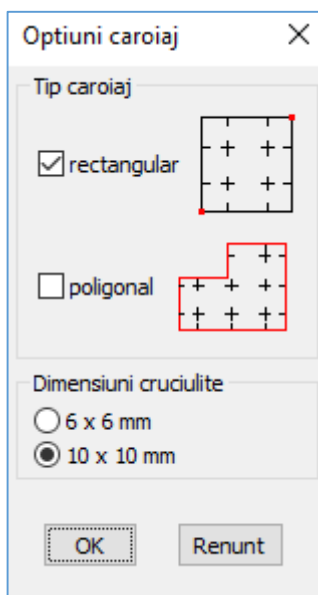 Optiuni caroiaj
Tip caroiaj
rectangular
poligonal
Dimensiuni cruciulite
6 x 6 mm
10 x 10 mm
OK
Renunt